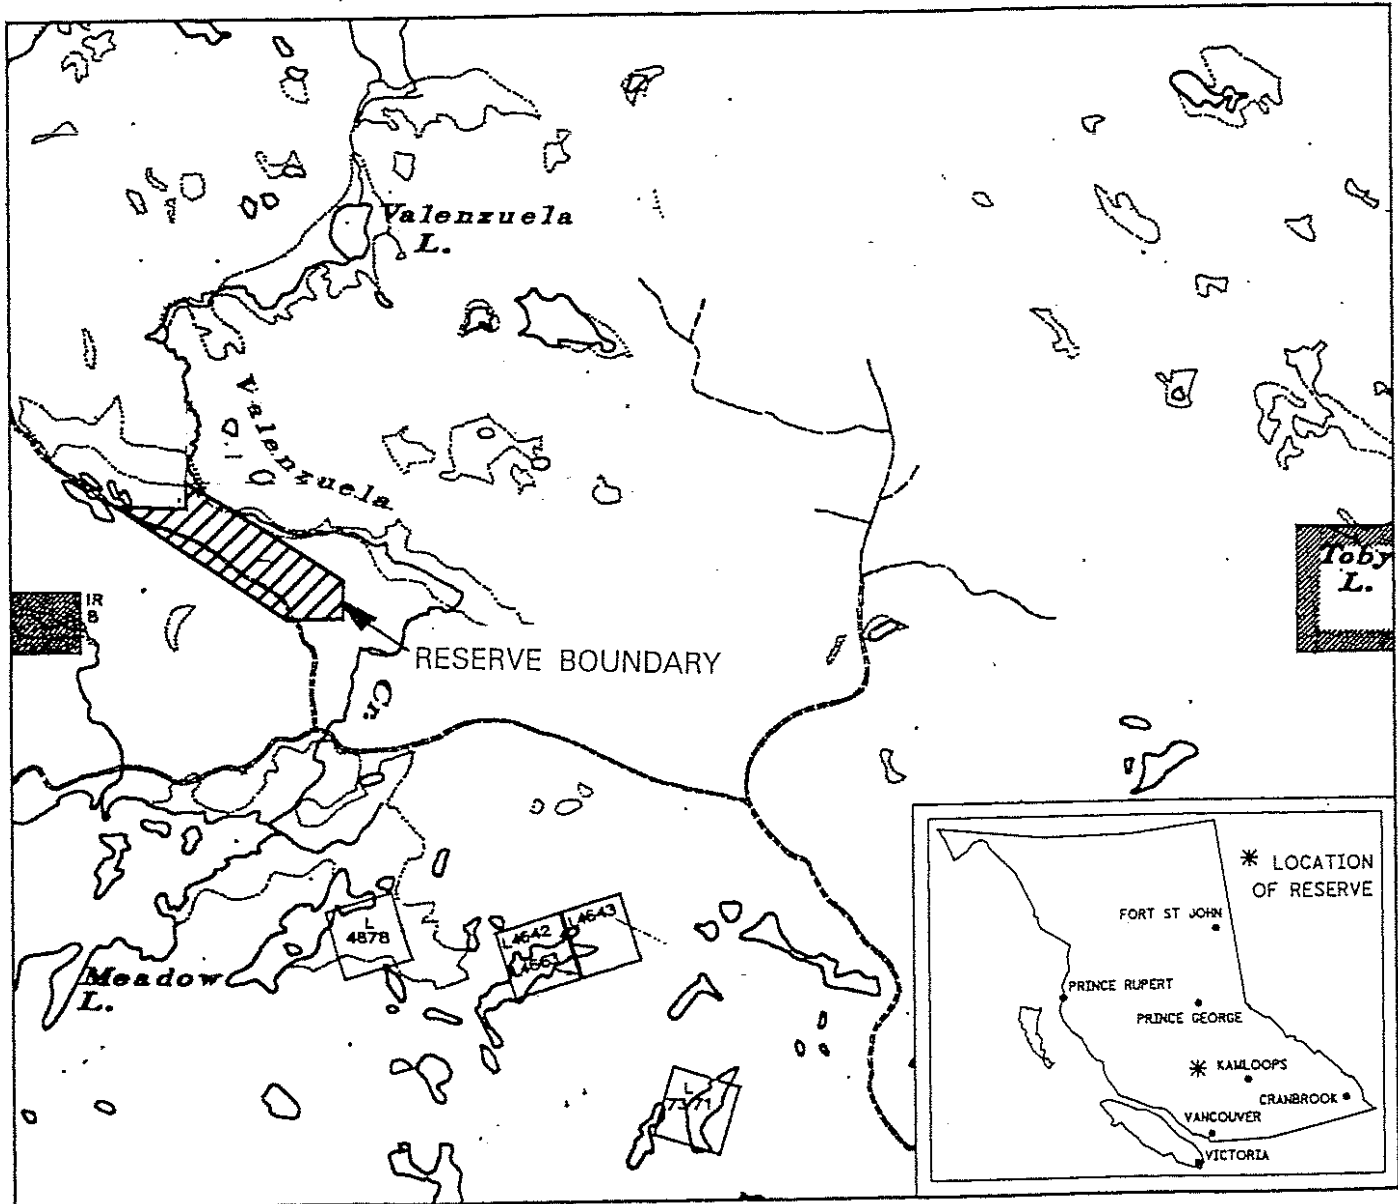 Valenzuela
L.
Valenzuela
Toby
L.
IR
8
RESERVE BOUNDARY
Cr.
L
4878
L4642
L4643
Meadow
L.
L
7371
* LOCATION
OF RESERVE
FORT ST JOHN
PRINCE RUPERT
PRINCE GEORGE
KAMLOOPS
CRANBROOK
VANCOUVER
VICTORIA